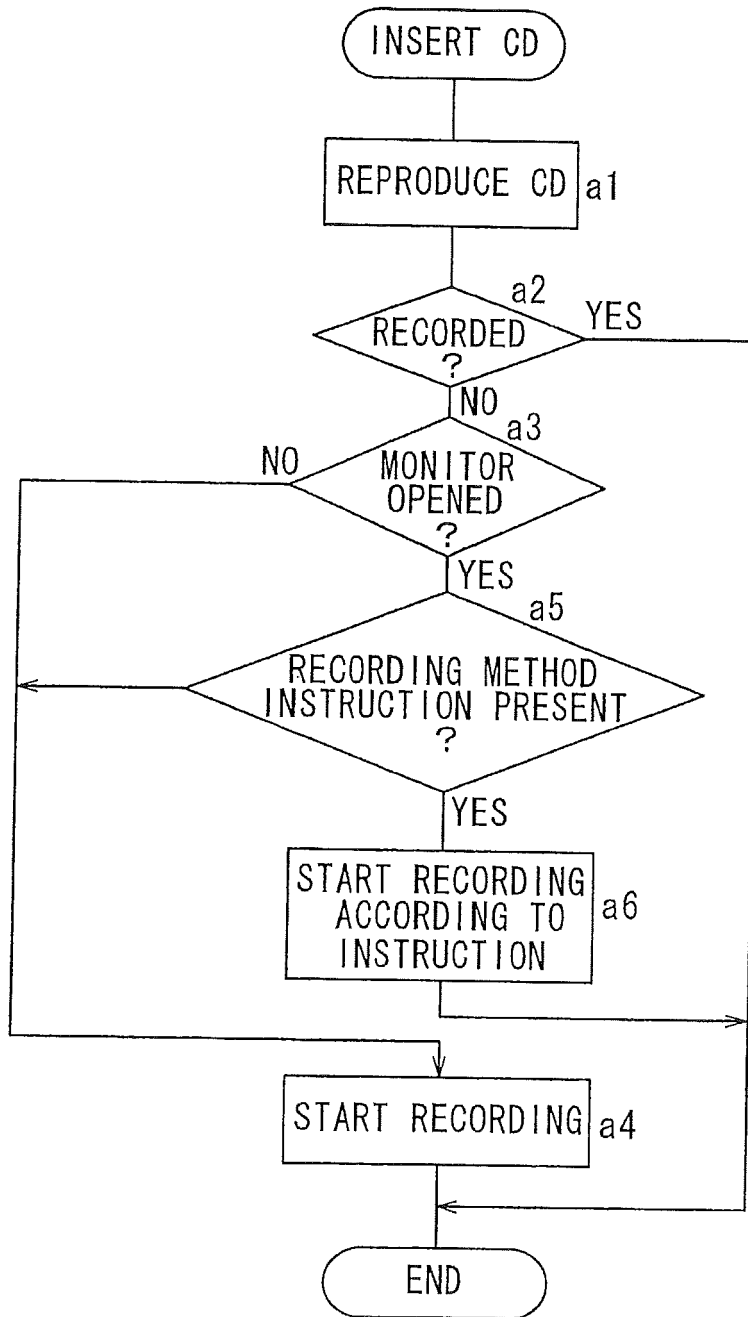 INSERT CD
REPRODUCE CD a1
a2
RECORDED
?
YES
NO
a3
MONITOR
OPENED
?
NO
YES
a5
RECORDING METHOD
INSTRUCTION PRESENT
?
YES
START RECORDING
ACCORDING TO
INSTRUCTION
a6
START RECORDING a4
END